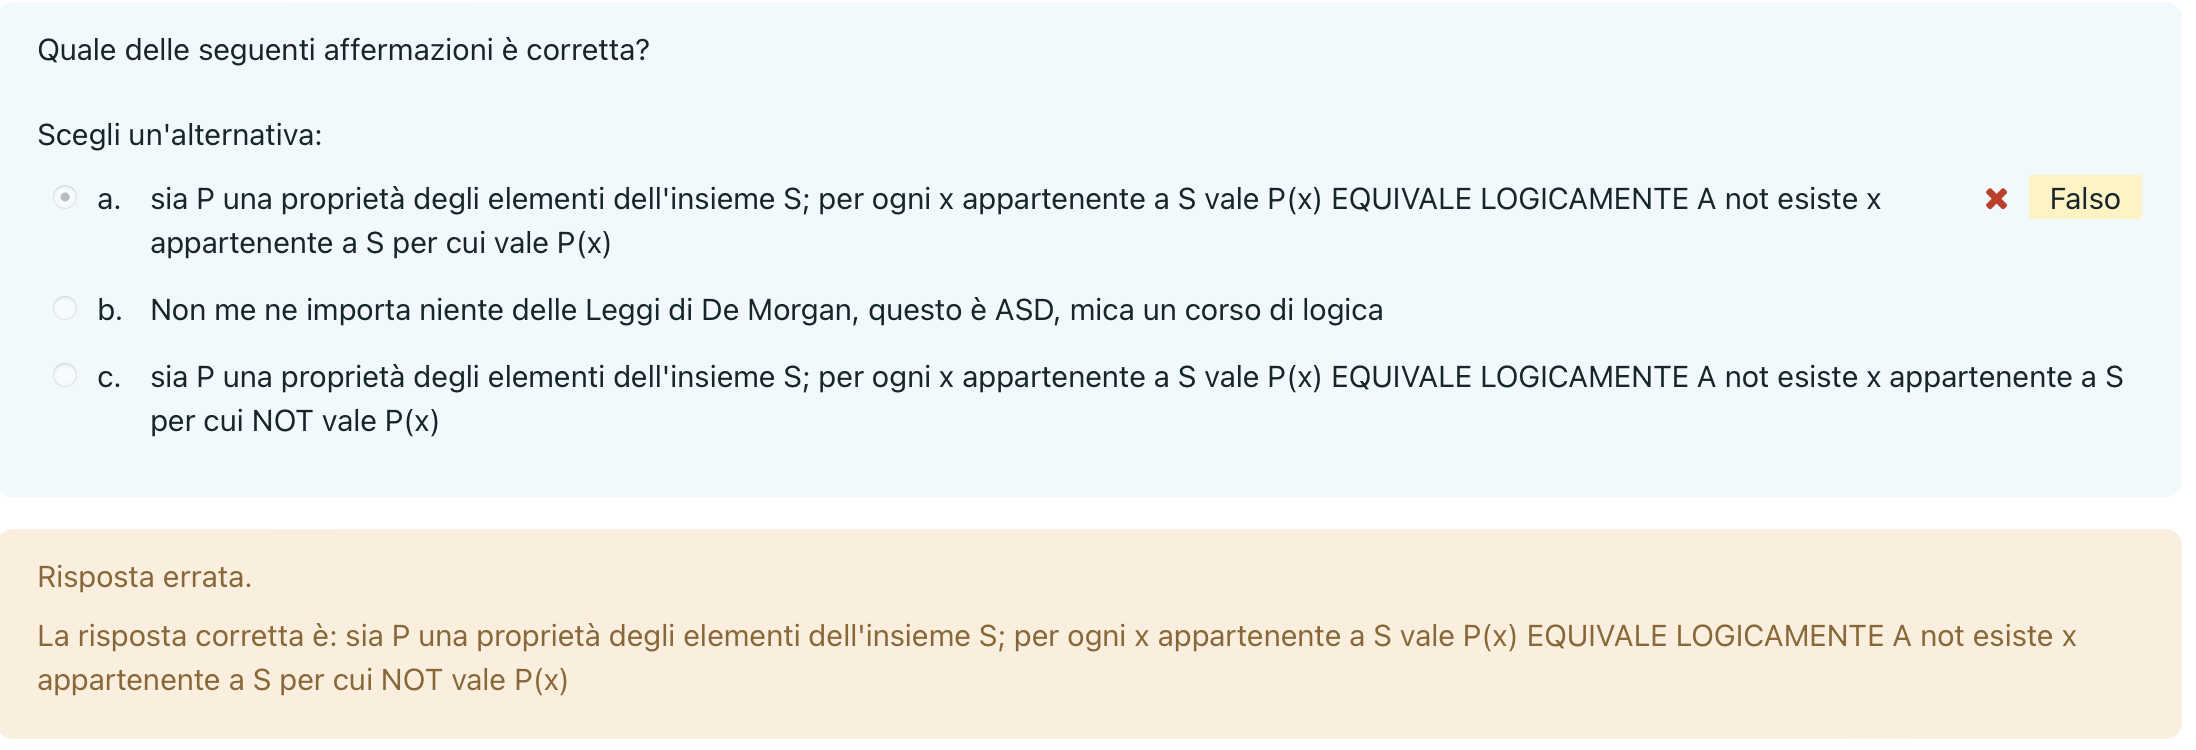 Quale delle seguenti affermazioni è corretta?
Scegli un'alternativa:
a. sia P una proprietà degli elementi dell'insieme S; per ogni x appartenente a S vale P(x) EQUIVALE LOGICAMENTE A not esiste x Falso
appartenente a S per cui vale P(x)
b. Non me ne importa niente delle Leggi di De Morgan, questo è ASD, mica un corso di logica
c. sia P una proprietà degli elementi dell'insieme S; per ogni x appartenente a S vale P(x) EQUIVALE LOGICAMENTE A not esiste x appartenente a S
per cui NOT vale P(x)
Risposta errata.
La risposta corretta è: sia P una proprietà degli elementi dell'insieme S; per ogni x appartenente a S vale P(x) EQUIVALE LOGICAMENTE A not esiste x
appartenente a S per cui NOT vale P(x)